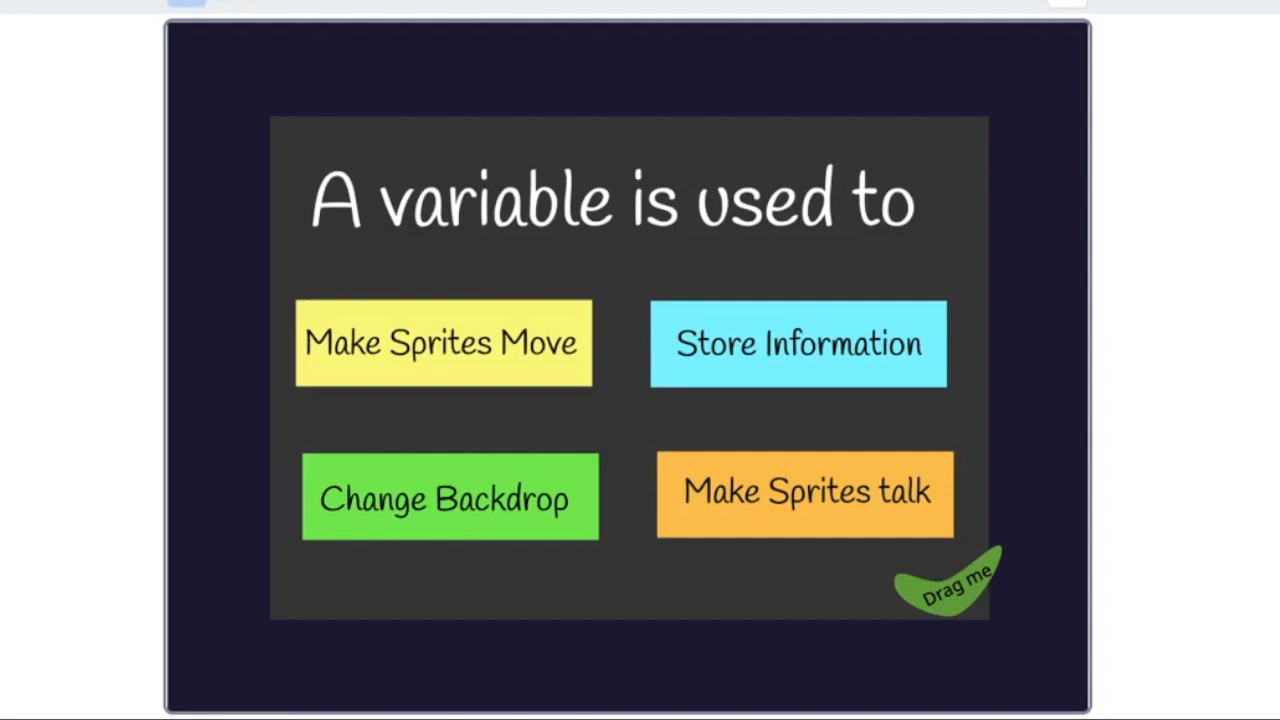 A variable is used to
Make Sprites Move
Store Information
Change Backdrop
Make Sprites talk
Drag me